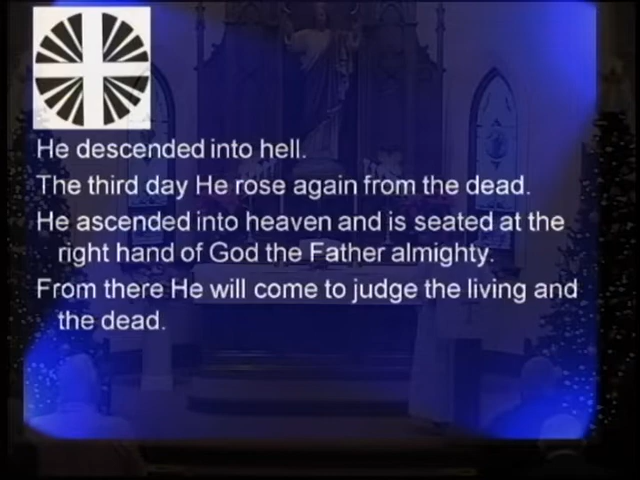 He descended into hell.
The third day He rose again from the dead.
He ascended into heaven and is seated at the
right hand of God the Father almighty.
From there He will come to judge the living and
the dead.